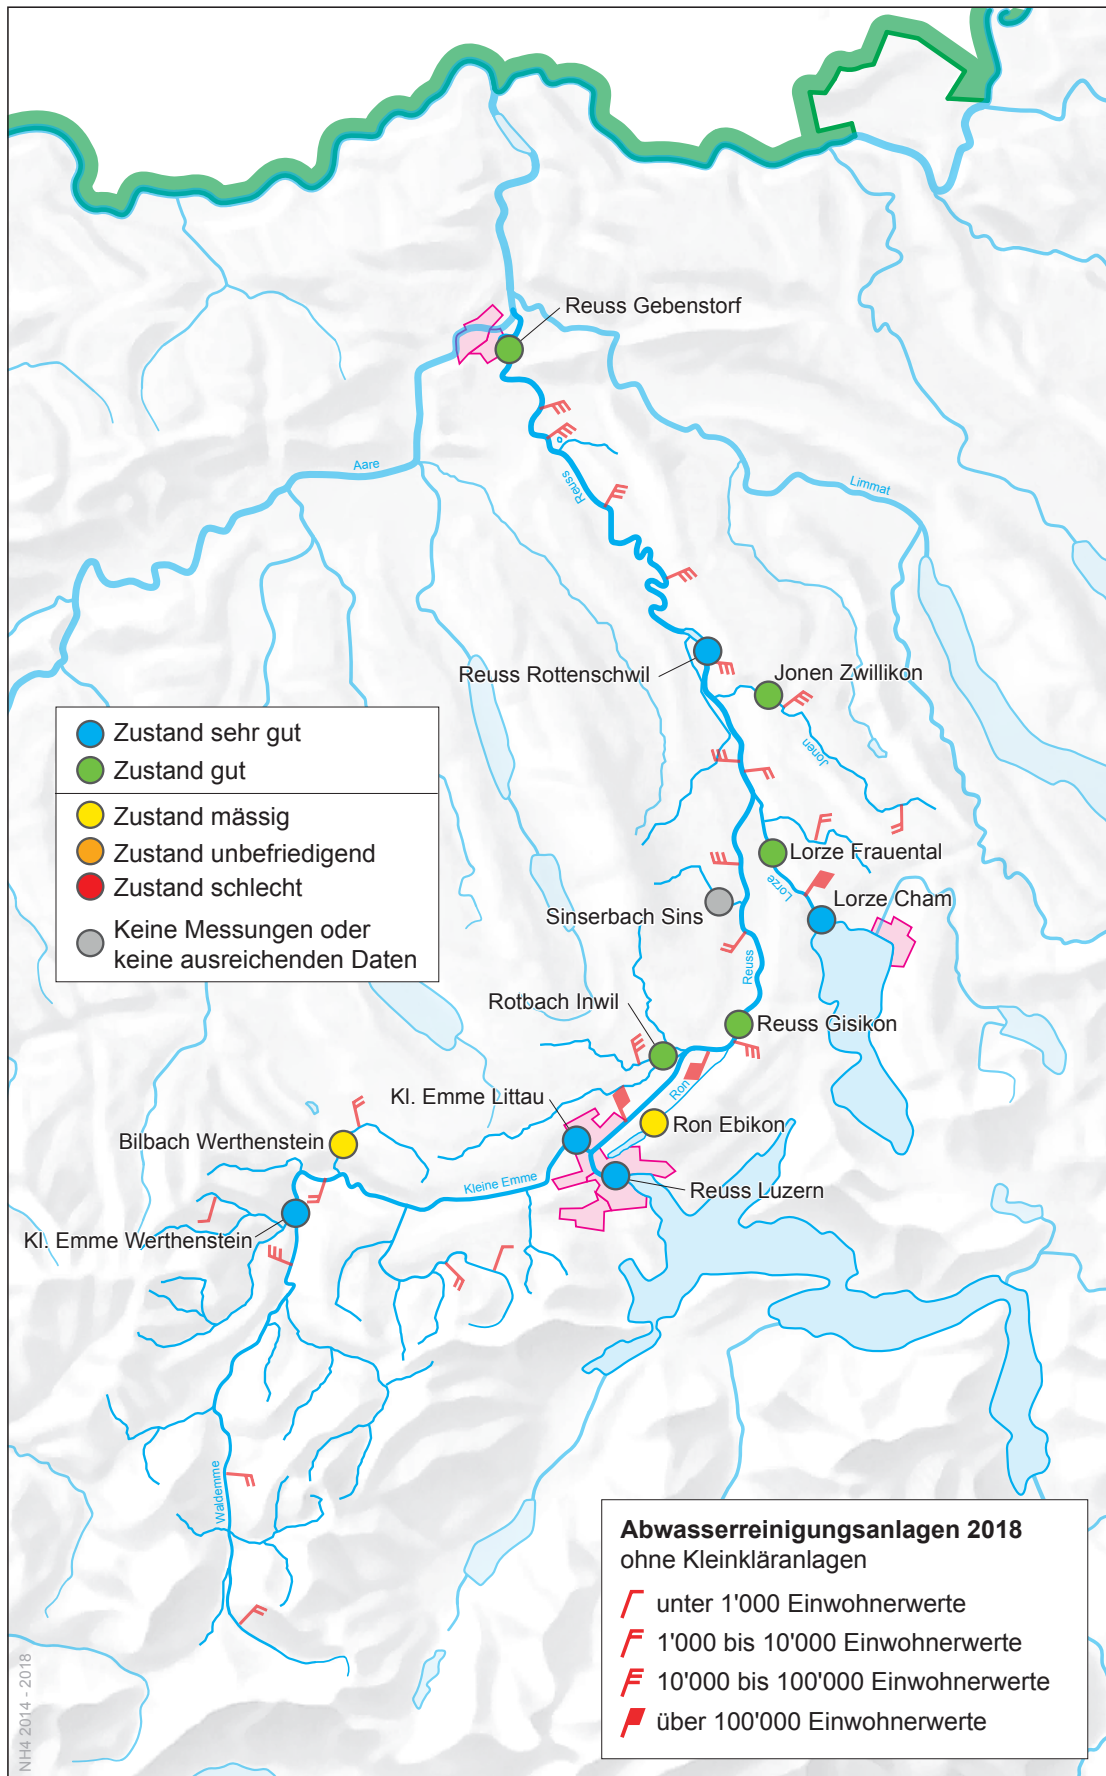 Reuss Gebenstorf
Aare
Reuss
Limmat
Reuss Rottenschwil
Jonen Zwillikon
Jonen
Zustand sehr gut
Zustand gut
Zustand mässig
Zustand unbefriedigend
Zustand schlecht
Keine Messungen oder
keine ausreichenden Daten
Lorze Frauental
Lorze
Lorze Cham
Sinserbach Sins
Reuss
Rotbach Inwil
Reuss Gisikon
Ron
Kl. Emme Littau
Ron Ebikon
Bilbach Werthenstein
Kleine Emme
Reuss Luzern
Kl. Emme Werthenstein
Waldemme
Abwasserreinigungsanlagen 2018
ohne Kleinkläranlagen
unter 1'000 Einwohnerwerte
1'000 bis 10'000 Einwohnerwerte
10'000 bis 100'000 Einwohnerwerte
über 100'000 Einwohnerwerte
NH4 2014 - 2018